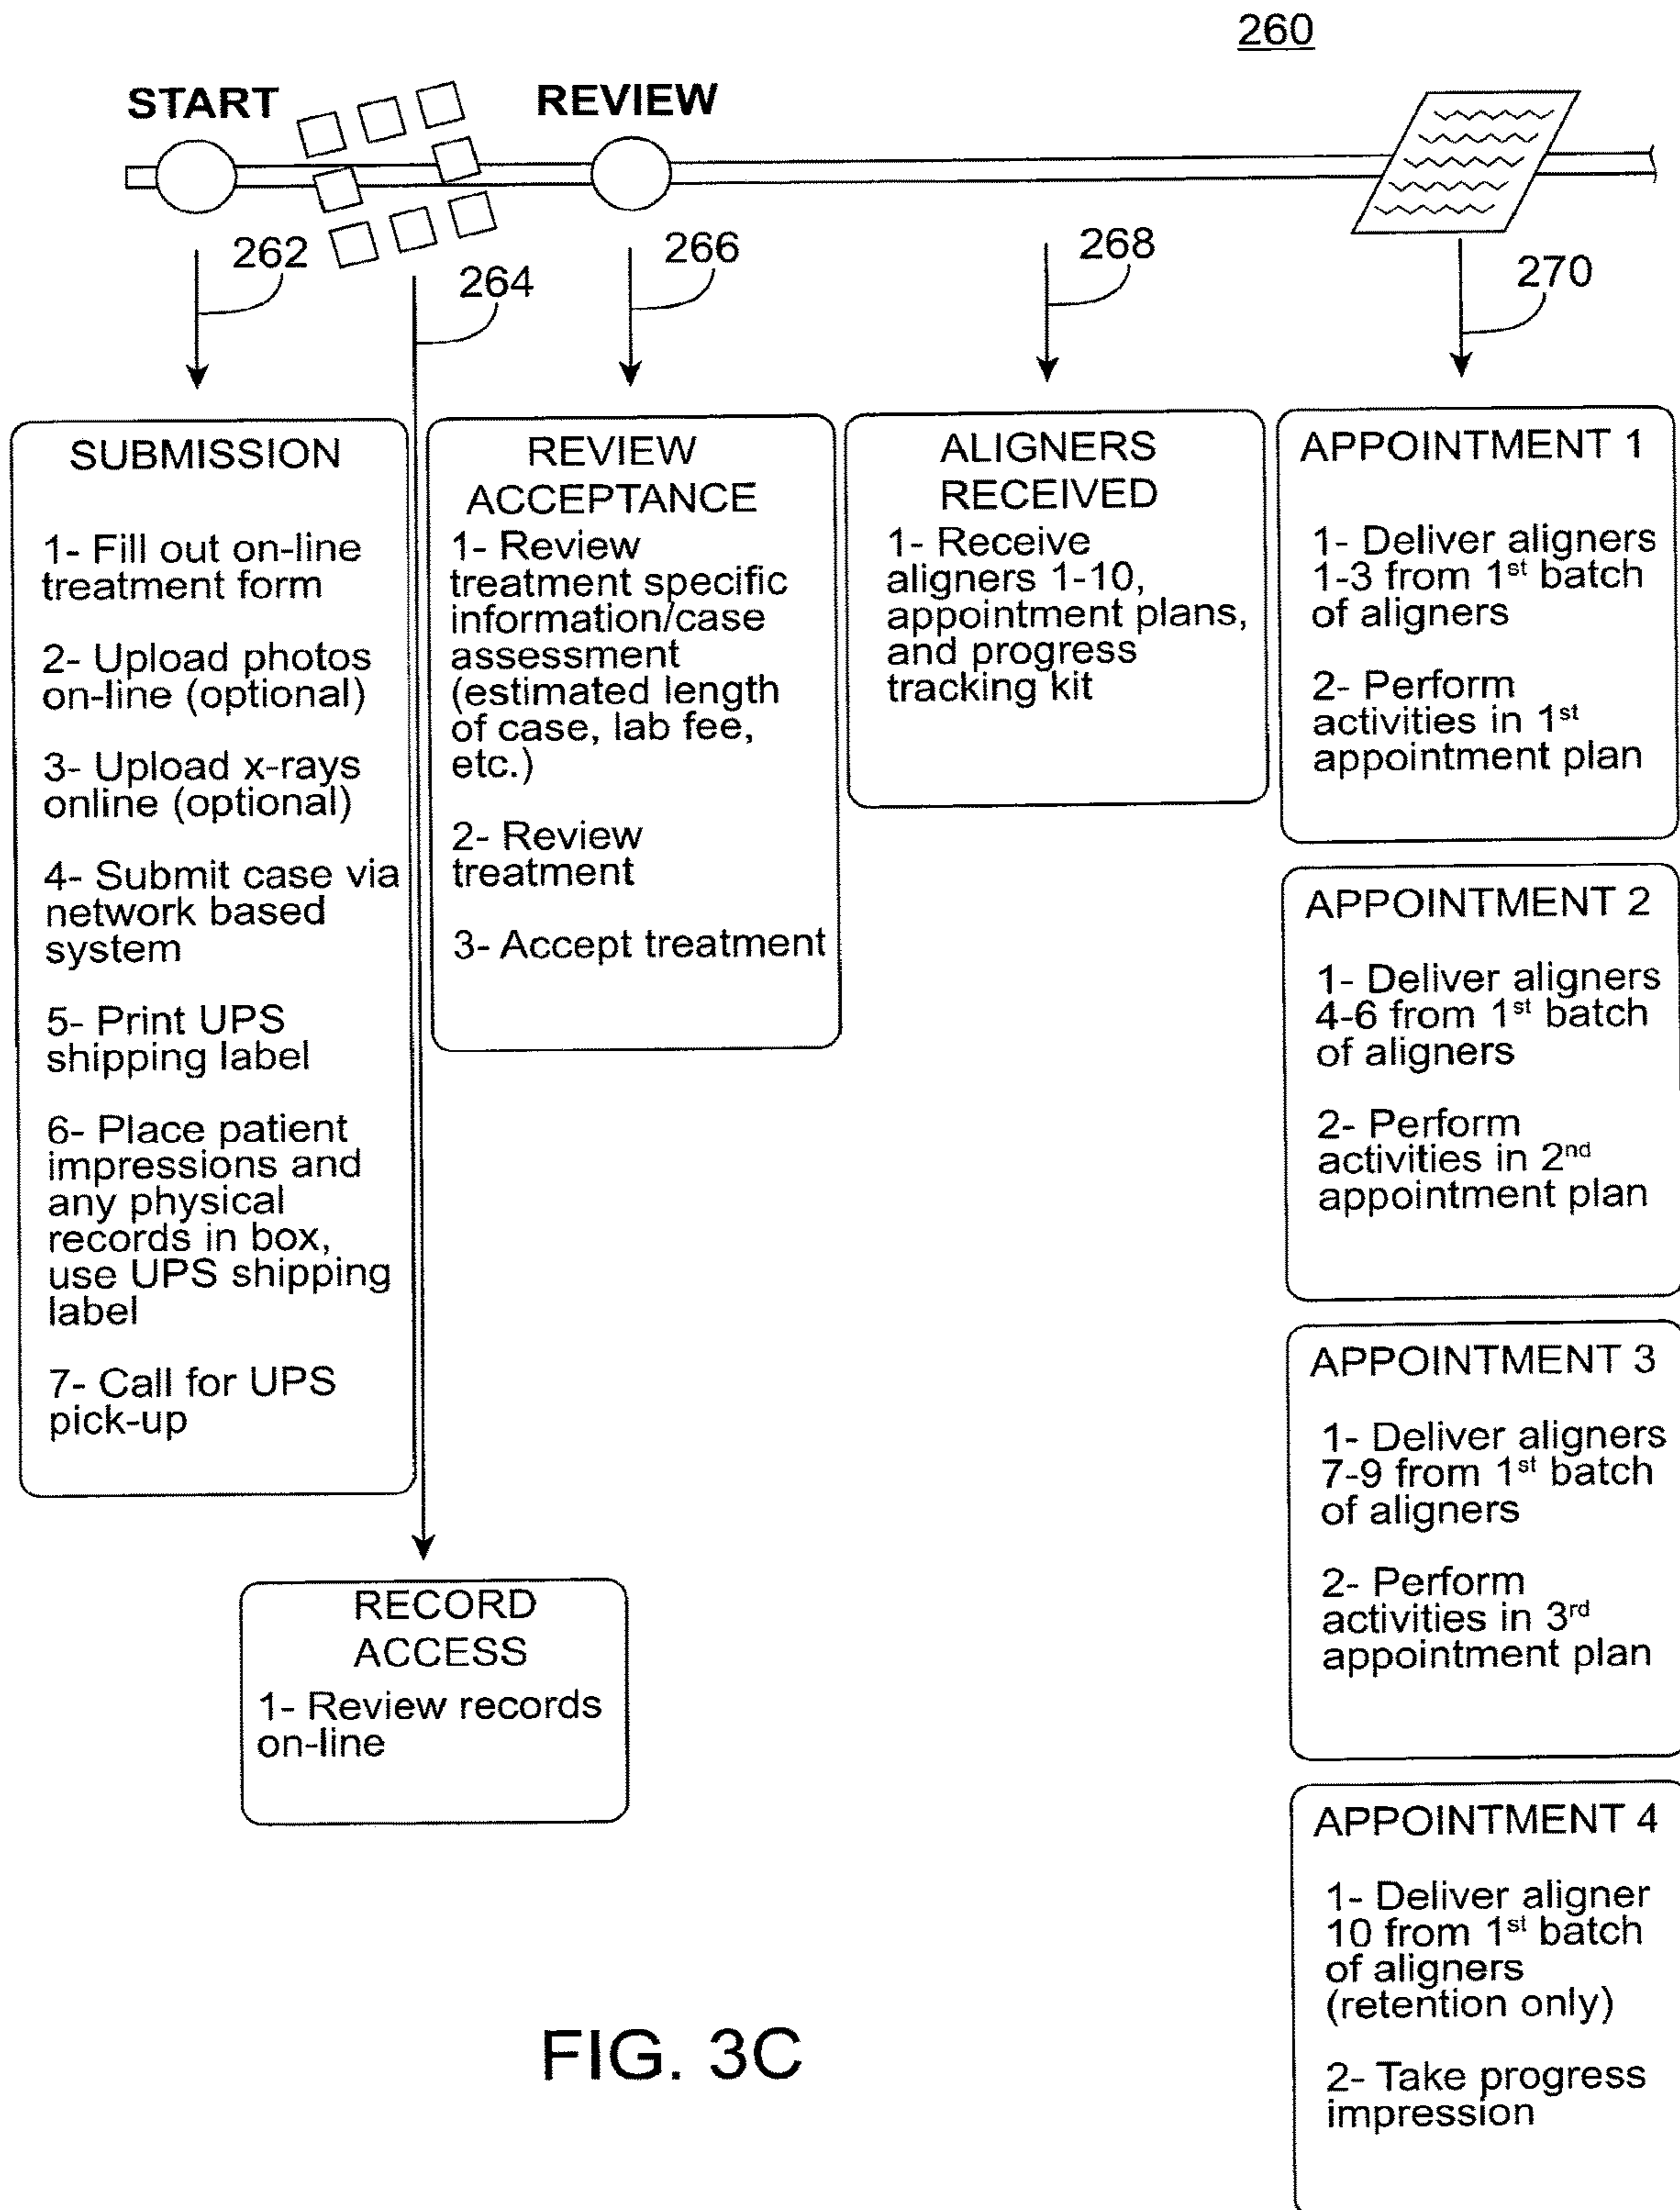 260
START
REVIEW
262
264
266
268
270
SUBMISSION
1- Fill out on-line
treatment form
2- Upload photos
on-line (optional)
3- Upload x-rays
online (optional)
4- Submit case via
network based
system
5- Print UPS
shipping label
6- Place patient
impressions and
any physical
records in box,
use UPS shipping
label
7- Call for UPS
pick-up
RECORD
ACCESS
1- Review records
on-line
REVIEW
ACCEPTANCE
1- Review
treatment specific
information/case
assessment
(estimated length
of case, lab fee,
etc.)
2- Review
treatment
3- Accept treatment
ALIGNERS
RECEIVED
1- Receive
aligners 1-10,
appointment plans,
and progress
tracking kit
APPOINTMENT 1
1- Deliver aligners
1-3 from 1st batch
of aligners
2- Perform
activities in 1st
appointment plan
APPOINTMENT 2
1- Deliver aligners
4-6 from 1st batch
of aligners
2- Perform
activities in 2nd
appointment plan
APPOINTMENT 3
1- Deliver aligners
7-9 from 1st batch
of aligners
2- Perform
activities in 3rd
appointment plan
APPOINTMENT 4
1- Deliver aligner
10 from 1st batch
of aligners
(retention only)
2- Take progress
impression
FIG. 3C